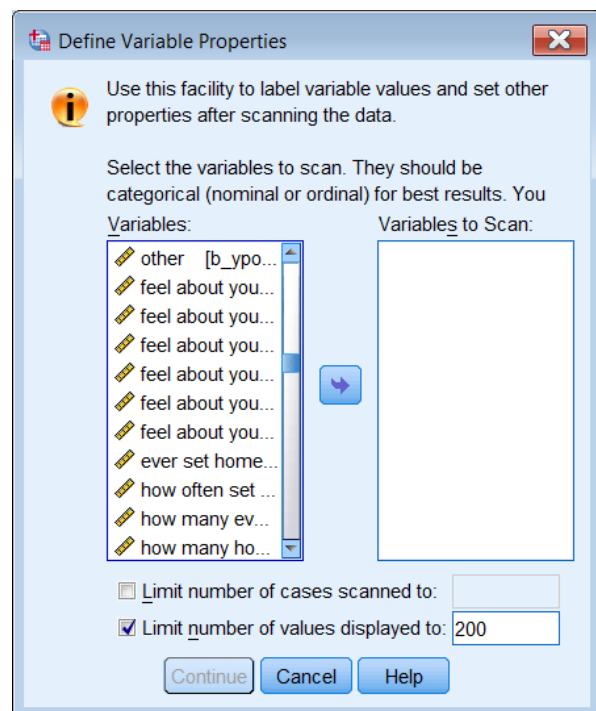 Define Variable Properties
Use this facility to label variable values and set other
properties after scanning the data.
Select the variables to scan. They should be
categorical (nominal or ordinal) for best results. You
Variables:
Variables to Scan:
other [b_ypo...
feel about you...
feel about you...
feel about you...
feel about you...
feel about you...
feel about you...
ever set home...
how often set ...
how many ev...
how many ho...
Limit number of cases scanned to:
Limit number of values displayed to: 200
Continue Cancel Help